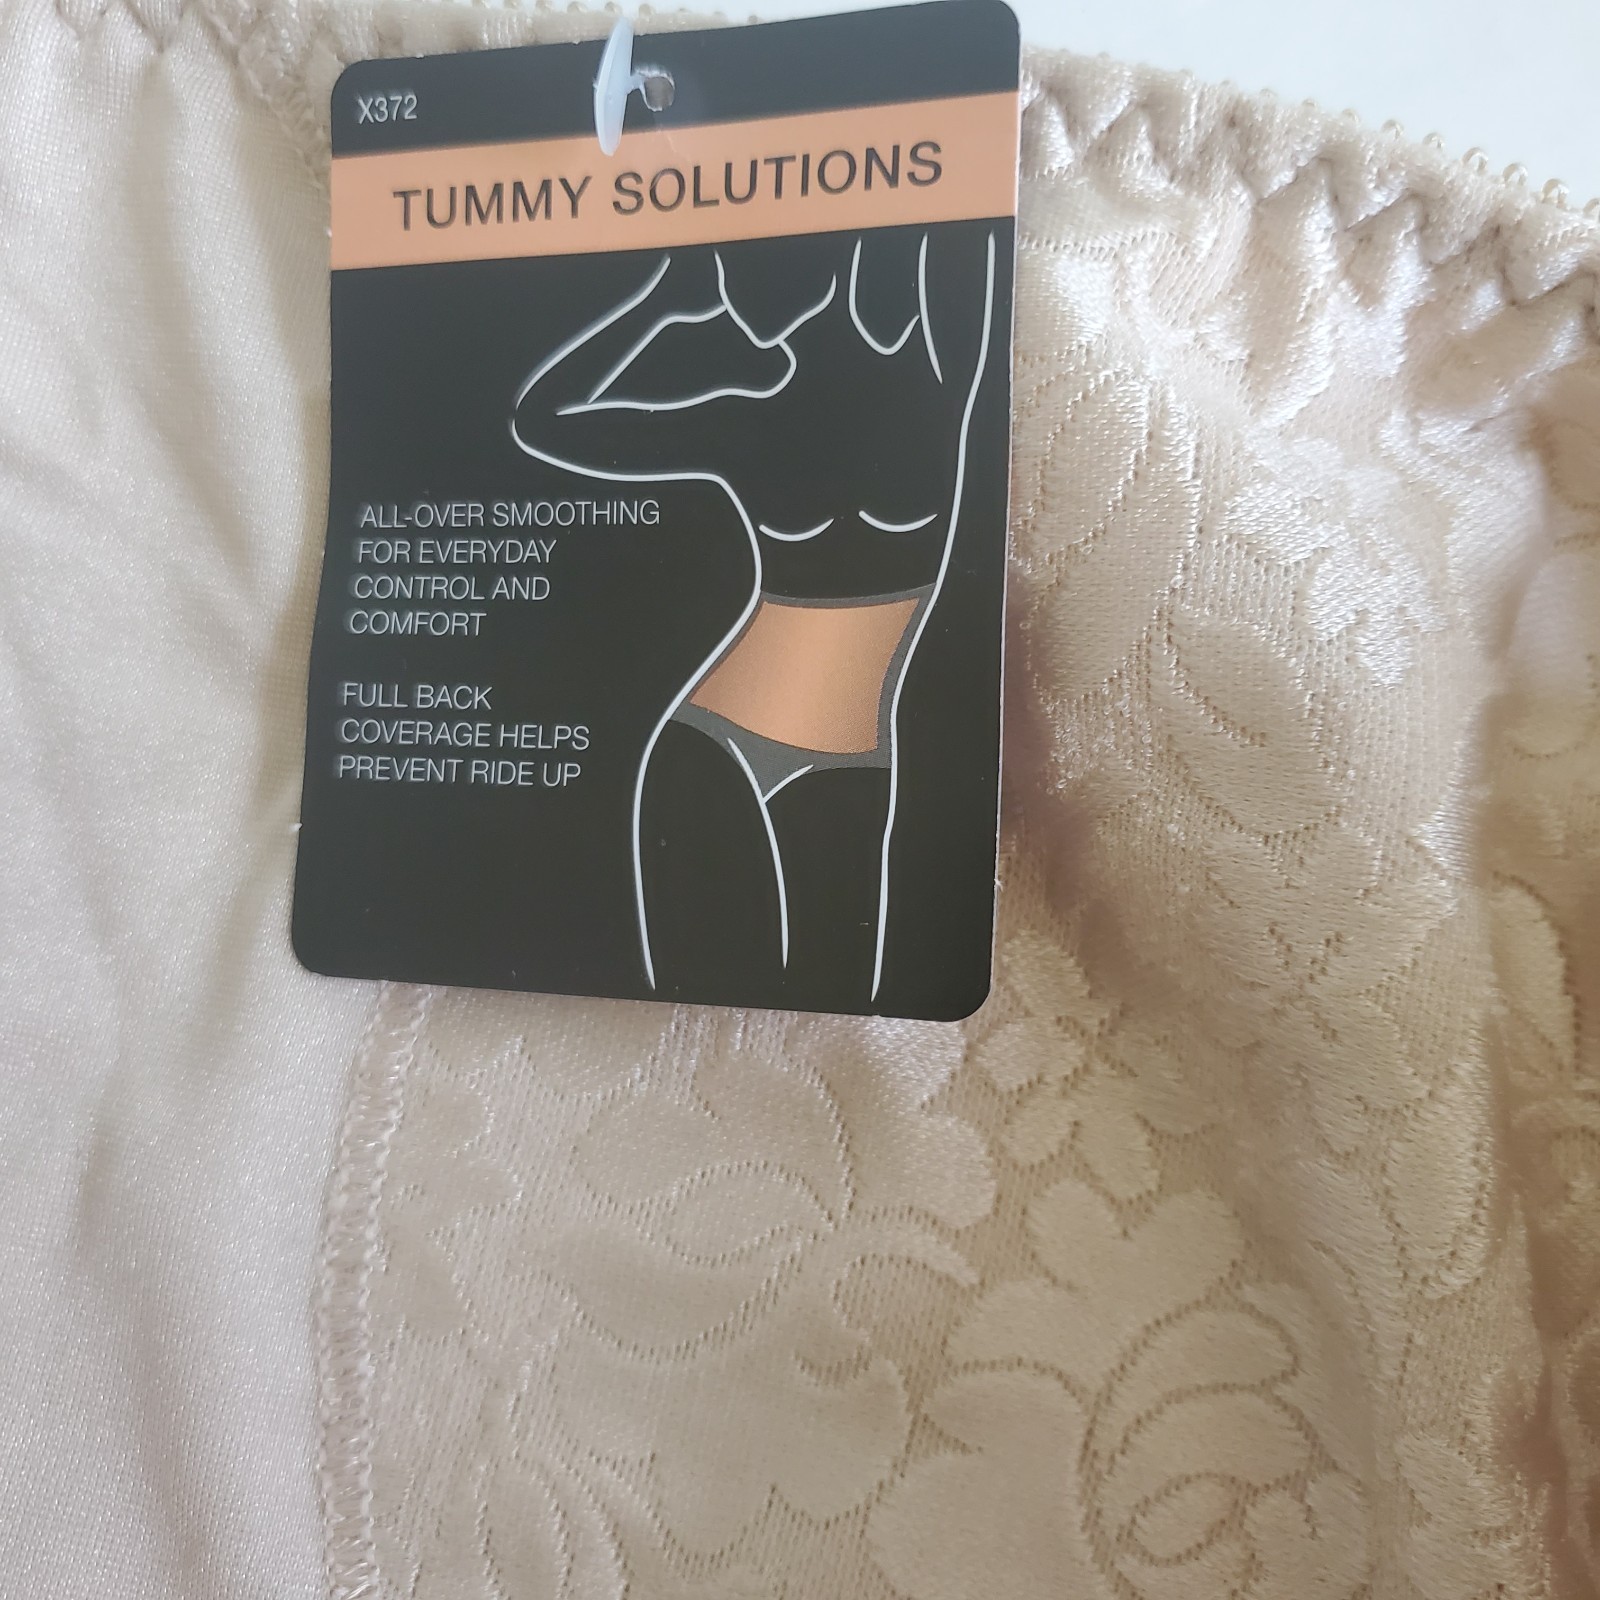 X372
TUMMY SOLUTIONS
ALL-OVER SMOOTHING
FOR EVERYDAY
CONTROL AND
COMFORT
FULL BACK
COVERAGE HELPS
PREVENT RIDE UP